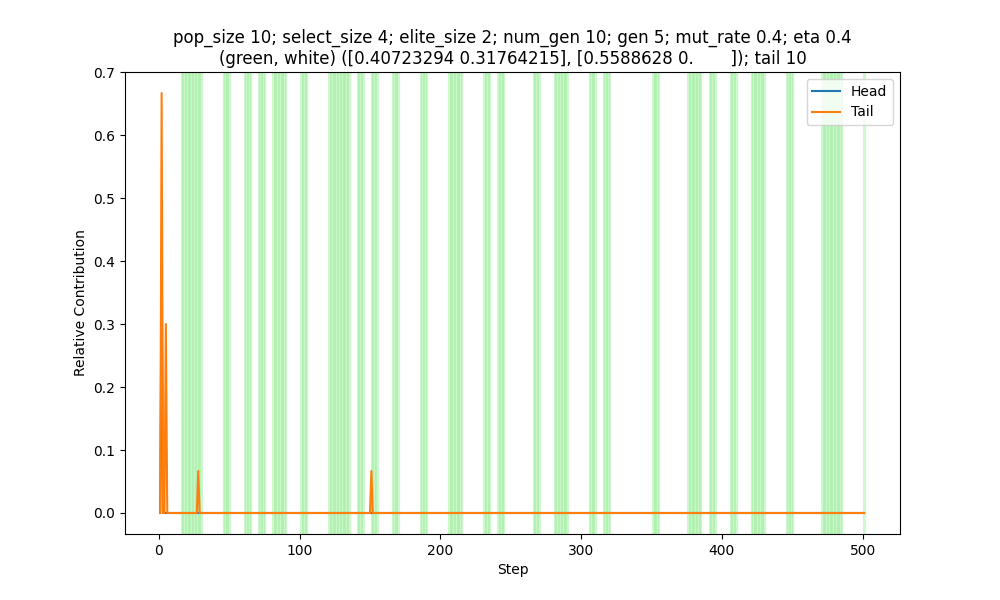 pop_size 10; select_size 4; elite_size 2; num_gen 10; gen 5; mut_rate 0.4; eta 0.4
(green, white) ([0.40723294 0.31764215], [0.5588628 0.        ]); tail 10
Head
Tail
Relative Contribution
0.7
0.6
0.5
0.4
0.3
0.2
0.1
0.0
0 100 200 300 400 500
Step